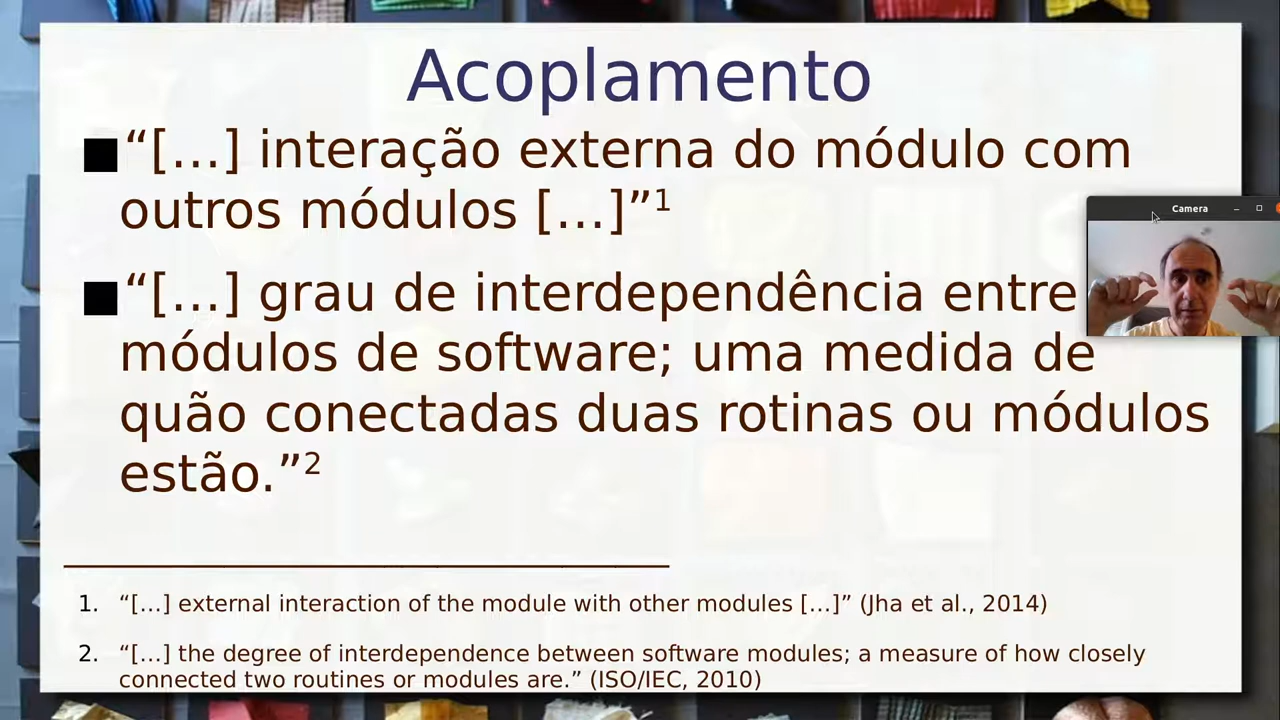 Acoplamento
“[…] interação externa do módulo com
outros módulos […]”1
“[…] grau de interdependência entre
módulos de software; uma medida de
quão conectadas duas rotinas ou módulos
estão.”2
Camera
1. “[…] external interaction of the module with other modules […]” (Jha et al., 2014)
2. “[…] the degree of interdependence between software modules; a measure of how closely
connected two routines or modules are.” (ISO/IEC, 2010)